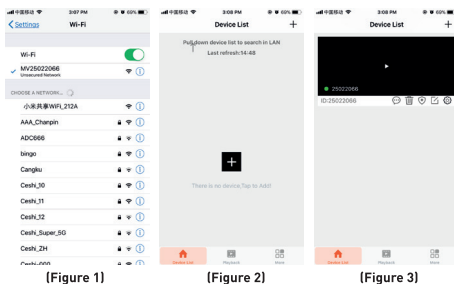 中国移动 3:07 PM 69%
Settings Wi-Fi
Wi-Fi
MV25022066
Unsecured Network
CHOOSE A NETWORK...
小米共享WiFi_212A
AAA_Chanpin
ADC666
bingo
Cangku
Ceshi_10
Ceshi_11
Ceshi_12
Ceshi_Super_5G
Ceshi_ZH
(Figure 1)
中国移动 3:08 PM 69%
Device List +
Pull down device list to search in LAN
Last refresh:14:48
There is no device,Tap to Add!
Device List Playback More
(Figure 2)
中国移动 3:08 PM 69%
Device List +
25022066
ID:25022066
Device List Playback More
(Figure 3)